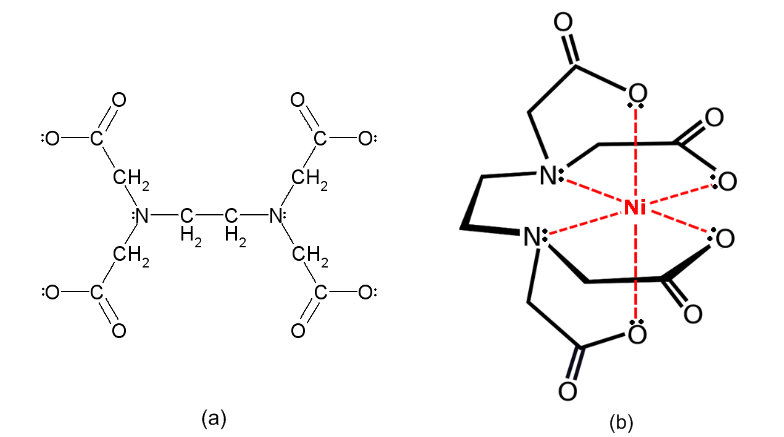 O O
:O C C O:
CH₂ CH₂
:N C C N:
H₂ H₂
CH₂ CH₂
:O C C O:
O O
(a)
O
O
O
N: :O
Ni
N: :O
O
O
O
(b)